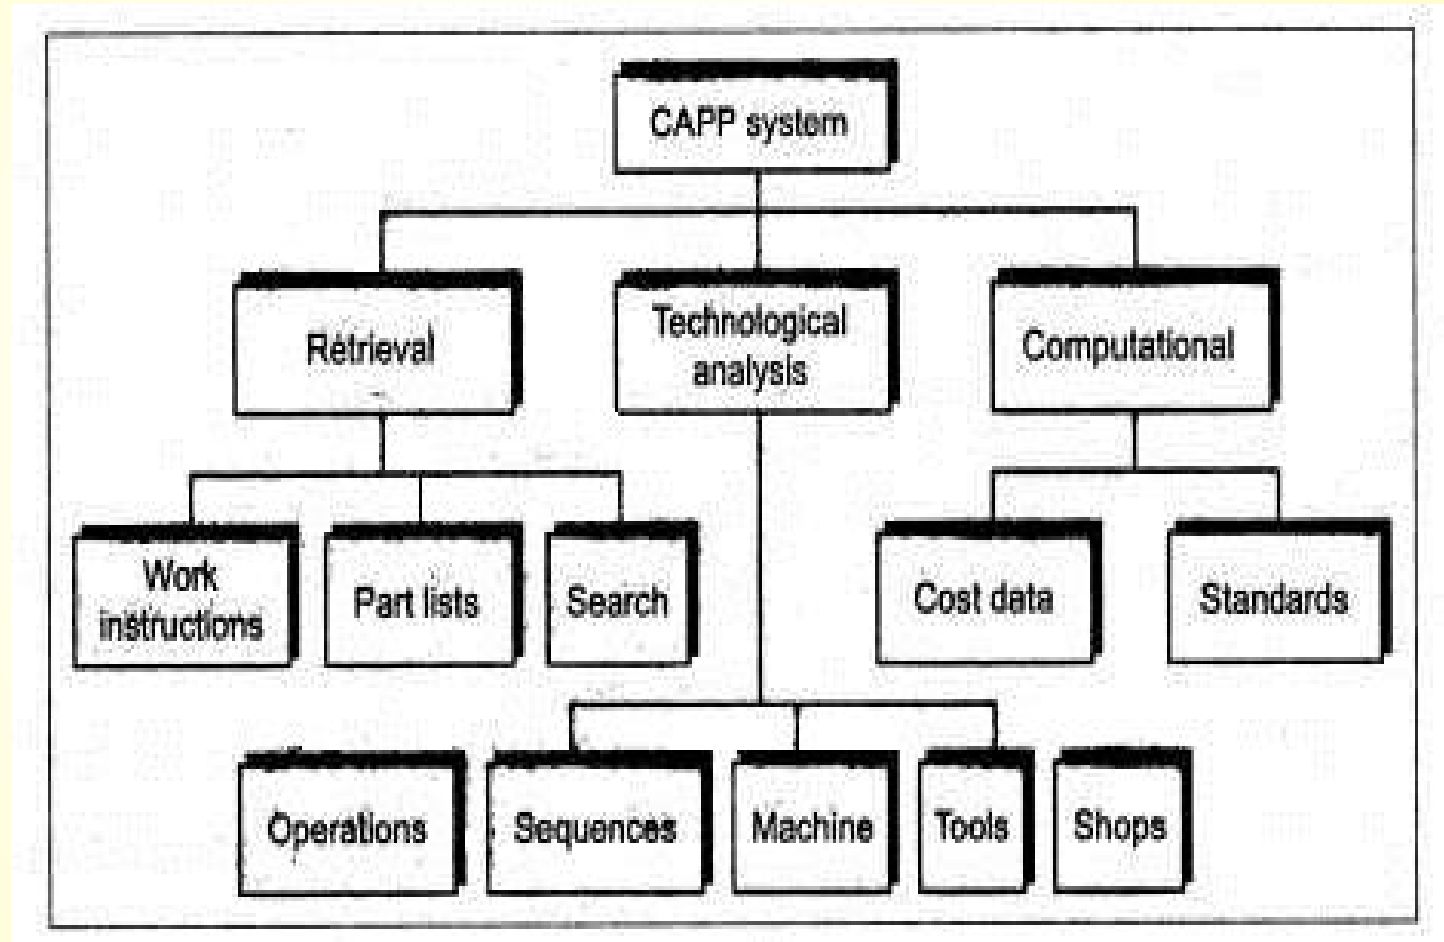 CAPP system
Retrieval
Technological
analysis
Computational
Work
instructions
Part lists
Search
Cost data
Standards
Operations
Sequences
Machine
Tools
Shops